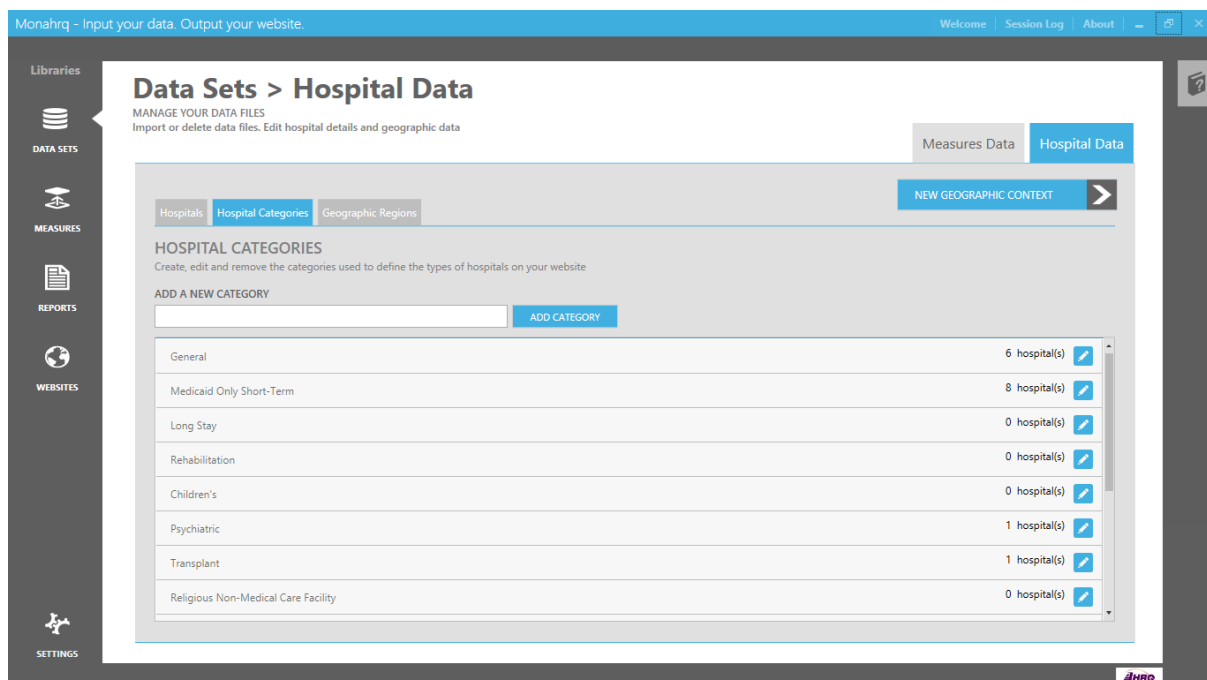 Monahrq - Input your data. Output your website.
Welcome | Session Log | About
Libraries
DATA SETS
MEASURES
REPORTS
WEBSITES
SETTINGS
Data Sets > Hospital Data
MANAGE YOUR DATA FILES
Import or delete data files. Edit hospital details and geographic data
Measures Data
Hospital Data
NEW GEOGRAPHIC CONTEXT
Hospitals
Hospital Categories
Geographic Regions
HOSPITAL CATEGORIES
Create, edit and remove the categories used to define the types of hospitals on your website
ADD A NEW CATEGORY
ADD CATEGORY
General 6 hospital(s)
Medicaid Only Short-Term 8 hospital(s)
Long Stay 0 hospital(s)
Rehabilitation 0 hospital(s)
Children's 0 hospital(s)
Psychiatric 1 hospital(s)
Transplant 1 hospital(s)
Religious Non-Medical Care Facility 0 hospital(s)
AHRQ